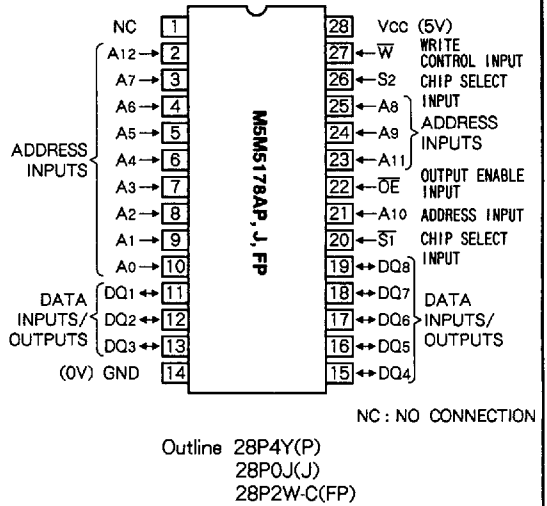 NC 1 28 Vcc (5V)
A12 2 27 W̅ WRITE CONTROL INPUT
A7 3 26 S2 CHIP SELECT INPUT
A6 4 25 A8
A5 5 24 A9 ADDRESS INPUTS
ADDRESS INPUTS A4 6 23 A11
A3 7 22 O̅E̅ OUTPUT ENABLE INPUT
A2 8 21 A10 ADDRESS INPUT
A1 9 20 S̅1̅ CHIP SELECT INPUT
A0 10 19 DQ8
DATA INPUTS/ OUTPUTS DQ1 11 18 DQ7
DQ2 12 17 DQ6 DATA INPUTS/ OUTPUTS
DQ3 13 16 DQ5
(0V) GND 14 15 DQ4
M5M5178AP, J, FP
NC : NO CONNECTION
Outline 28P4Y(P)
28P0J(J)
28P2W-C(FP)